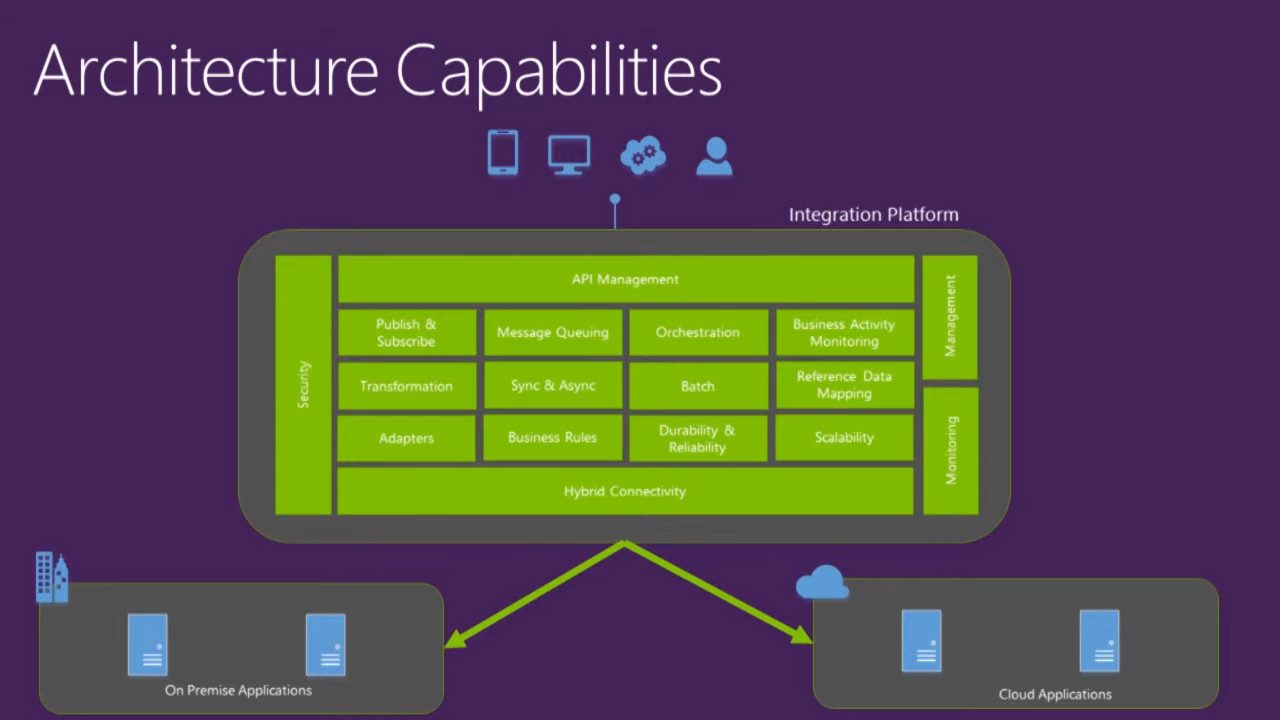 Architecture Capabilities
Integration Platform
Security
API Management
Management
Publish &
Subscribe
Message Queuing
Orchestration
Business Activity
Monitoring
Transformation
Sync & Async
Batch
Reference Data
Mapping
Adapters
Business Rules
Durability &
Reliability
Scalability
Monitoring
Hybrid Connectivity
On Premise Applications
Cloud Applications